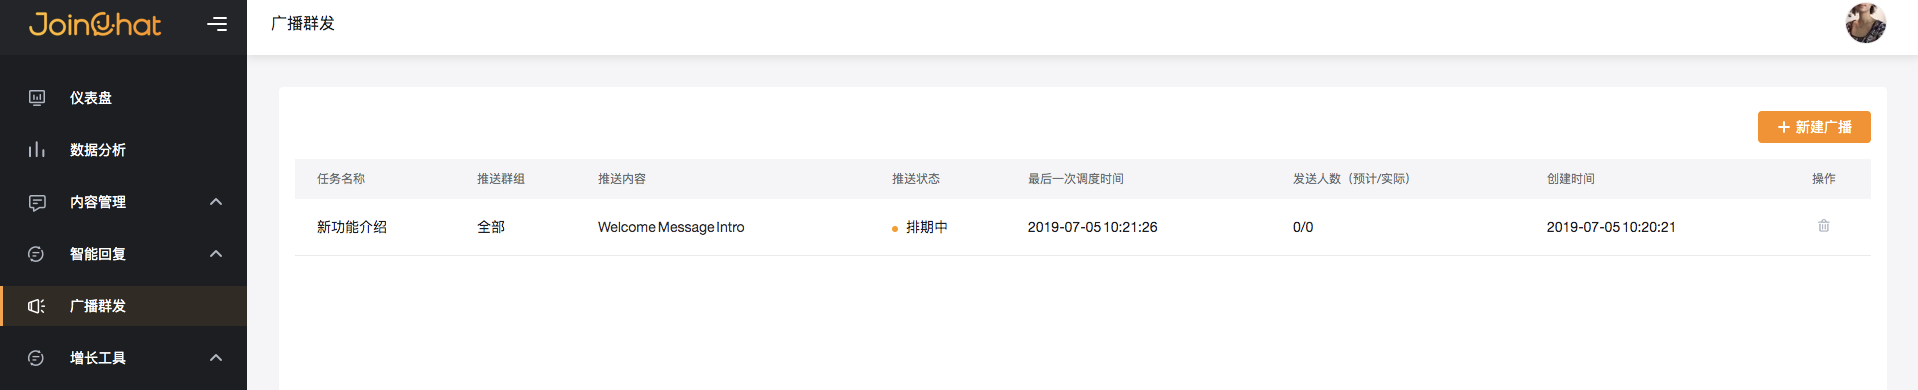 JoinChat
广播群发
仪表盘
数据分析
内容管理
智能回复
广播群发
增长工具
新建广播
任务名称 推送群组 推送内容 推送状态 最后一次调度时间 发送人数（预计/实际） 创建时间 操作
新功能介绍 全部 Welcome Message Intro 排期中 2019-07-05 10:21:26 0/0 2019-07-05 10:20:21